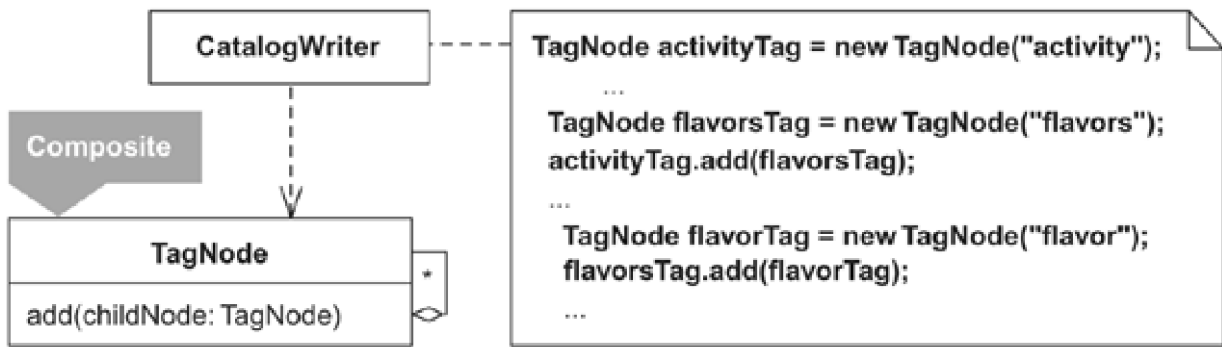 CatalogWriter
Composite
TagNode
*
add(childNode: TagNode)
TagNode activityTag = new TagNode("activity");
...
TagNode flavorsTag = new TagNode("flavors");
activityTag.add(flavorsTag);
...
TagNode flavorTag = new TagNode("flavor");
flavorsTag.add(flavorTag);
...